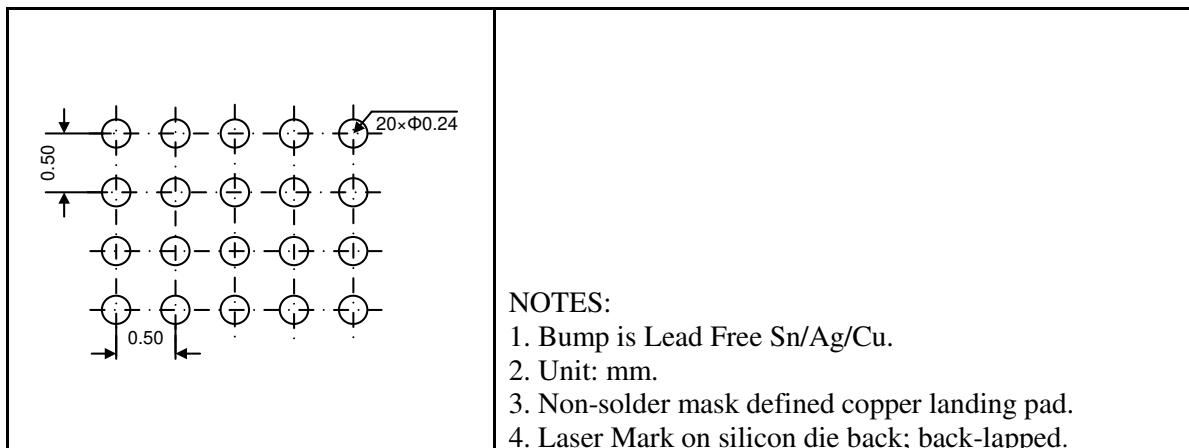 20×Φ0.24
0.50
0.50
NOTES:
1. Bump is Lead Free Sn/Ag/Cu.
2. Unit: mm.
3. Non-solder mask defined copper landing pad.
4. Laser Mark on silicon die back; back-lapped.